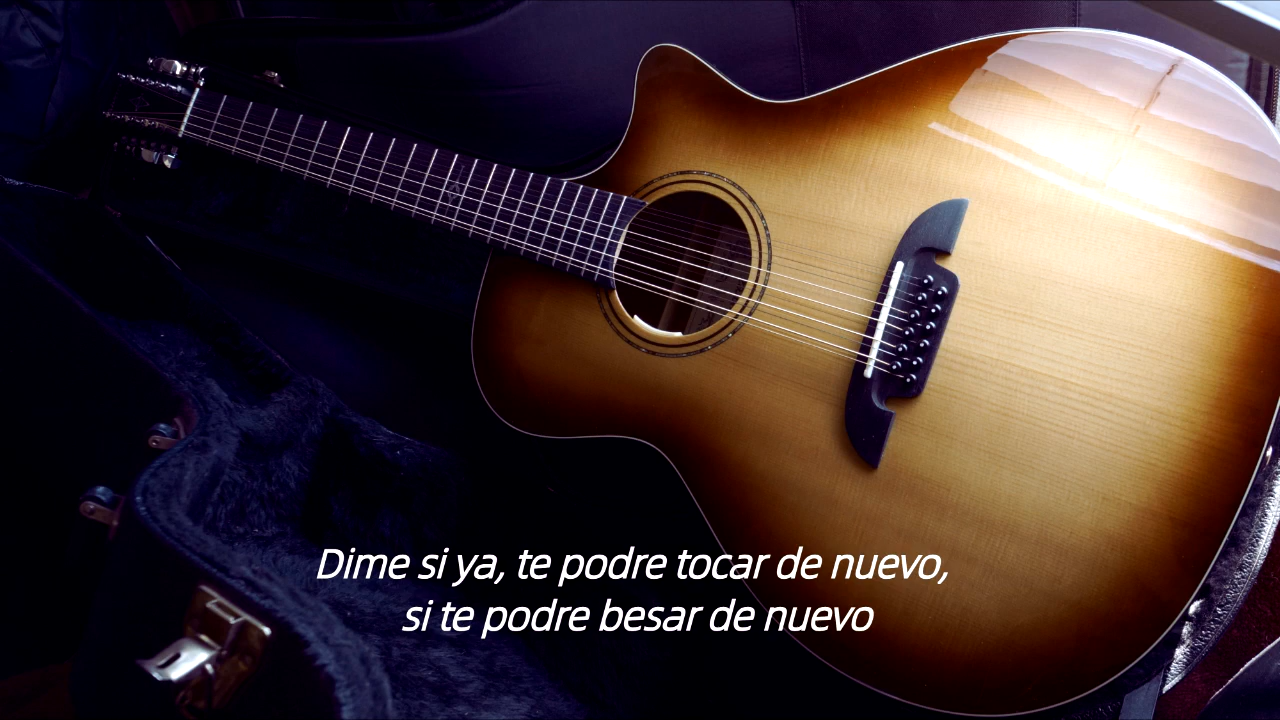 Dime si ya, te podre tocar de nuevo,
si te podre besar de nuevo